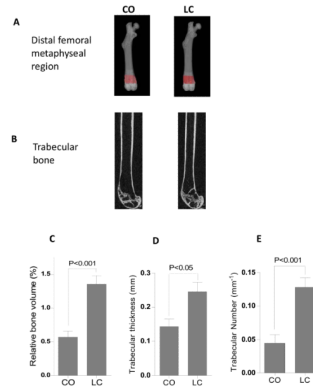 CO LC
A
Distal femoral
metaphyseal
region
B Trabecular
bone
C D E
P<0.001
Relative bone volume (%)
1.5
1.0
0.5
0.0
CO LC
P<0.05
Trabecular thickness (mm)
0.3
0.2
0.1
0.0
CO LC
P<0.001
Trabecular Number (mm⁻¹)
0.15
0.10
0.05
0.00
CO LC